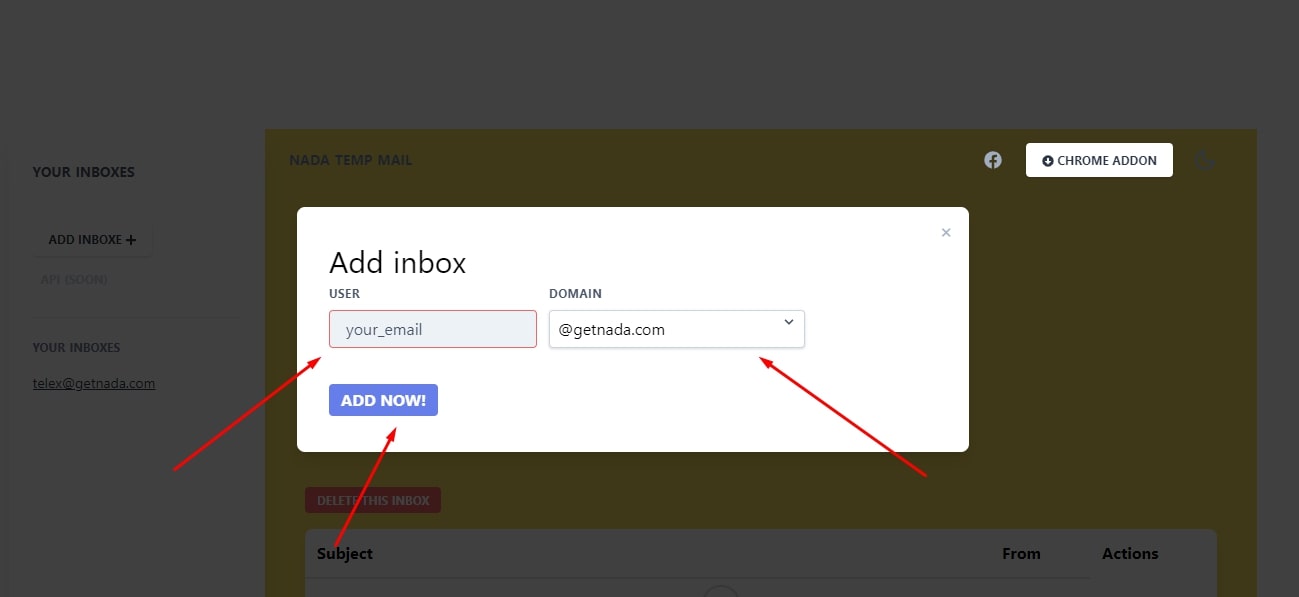 NADA TEMP MAIL
CHROME ADDON
YOUR INBOXES
ADD INBOXE +
API (SOON)
YOUR INBOXES
telex@getnada.com
Add inbox
USER
DOMAIN
your_email
@getnada.com
ADD NOW!
DELETE THIS INBOX
Subject
From
Actions